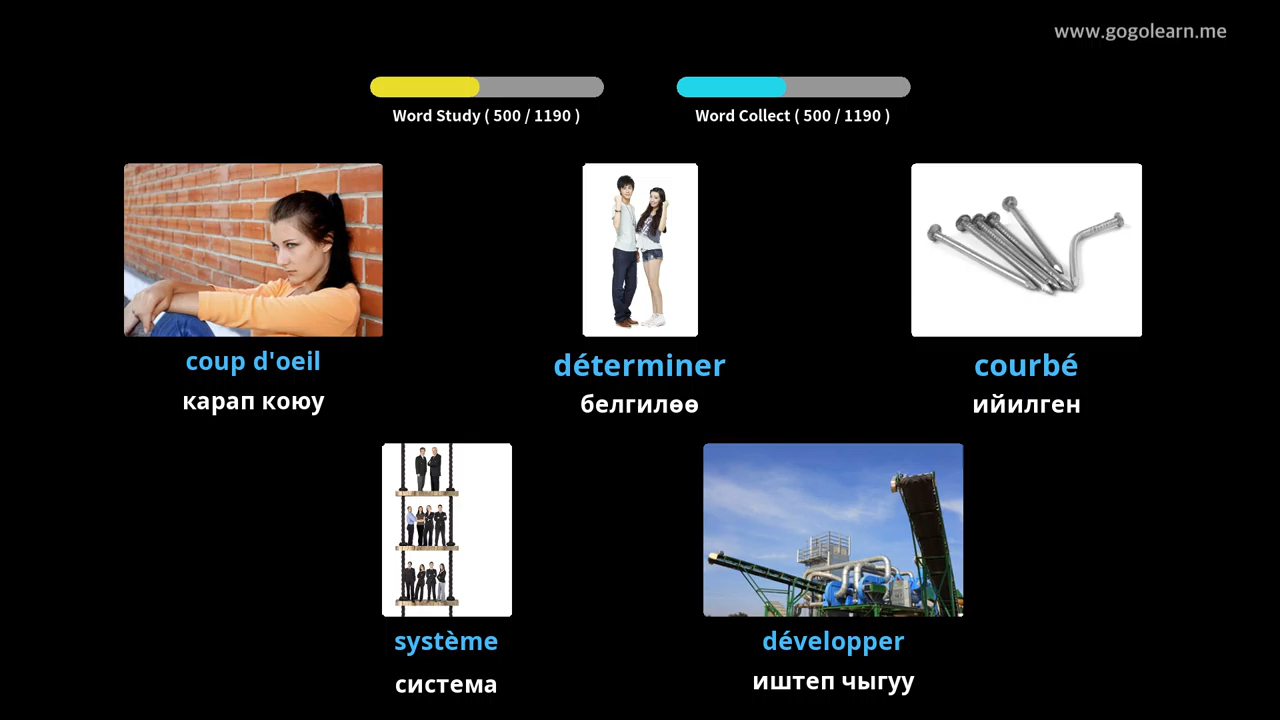 www.gogolearn.me
Word Study ( 500 / 1190 )
Word Collect ( 500 / 1190 )
coup d'oeil
карап коюу
déterminer
белгилөө
courbé
ийилген
système
система
développer
иштеп чыгуу